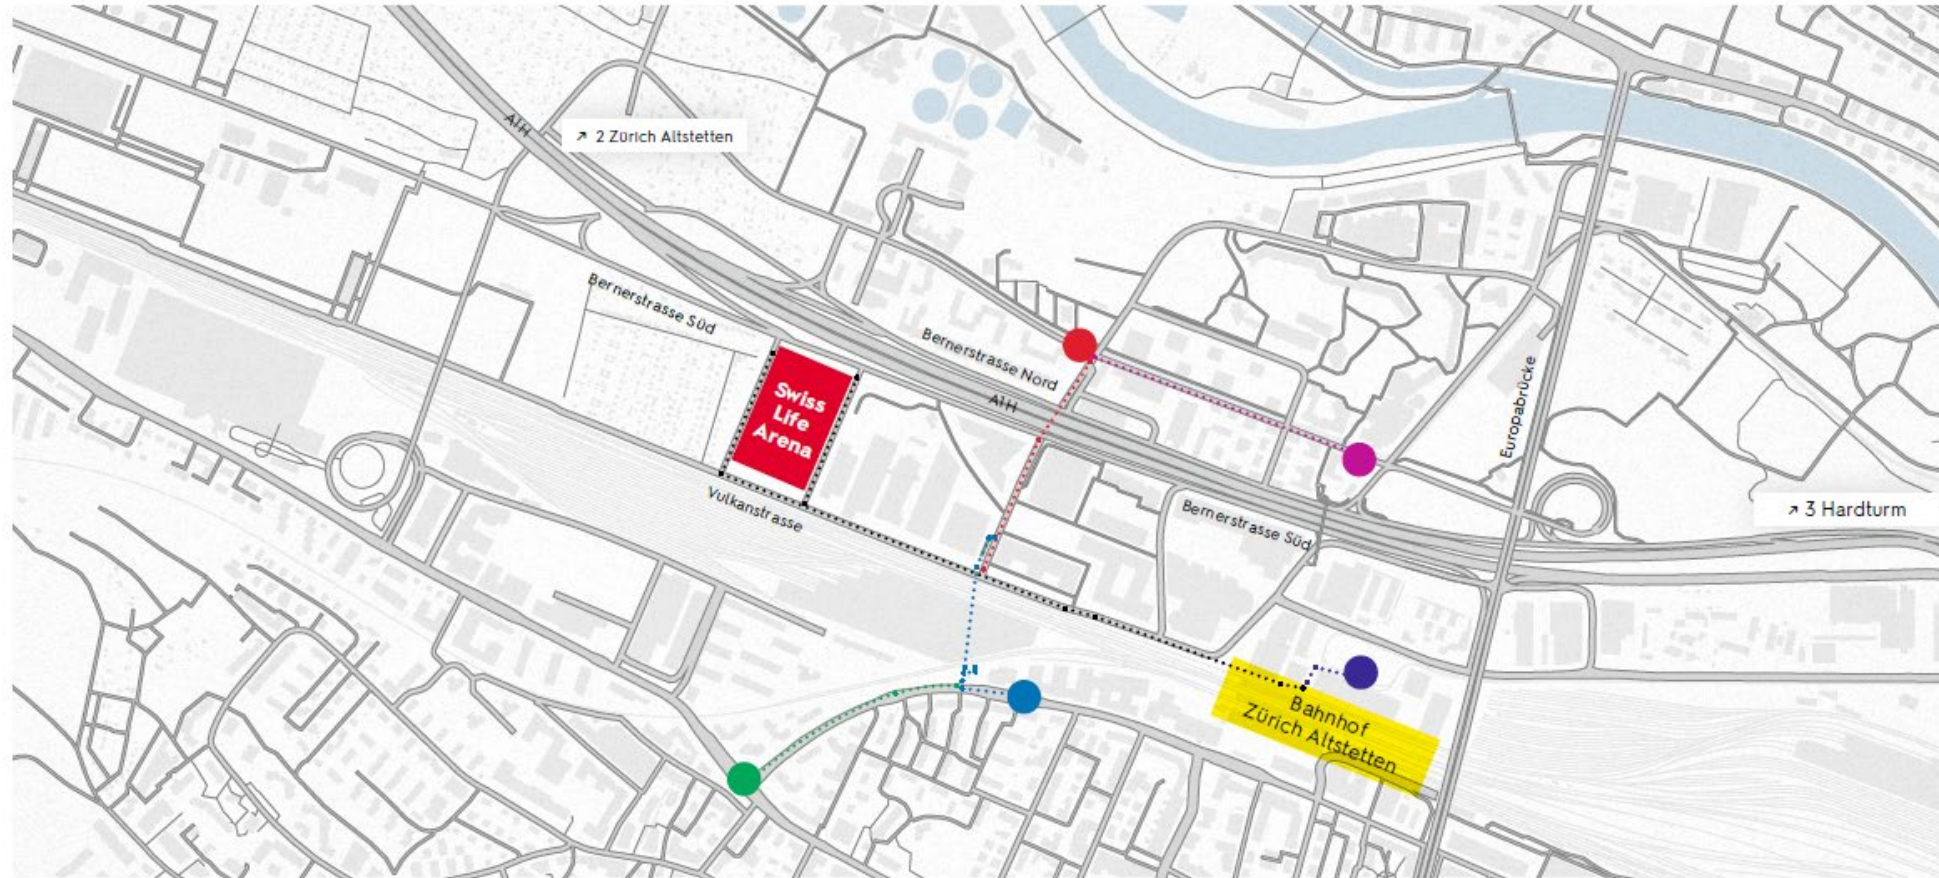 A1H
↗ 2 Zürich Altstetten
Bernerstrasse Süd
Bernerstrasse Nord
A1H
Swiss
Life
Arena
Europabrücke
Vulkanstrasse
Bernerstrasse Süd
↗ 3 Hardturm
Bahnhof
Zürich Altstetten